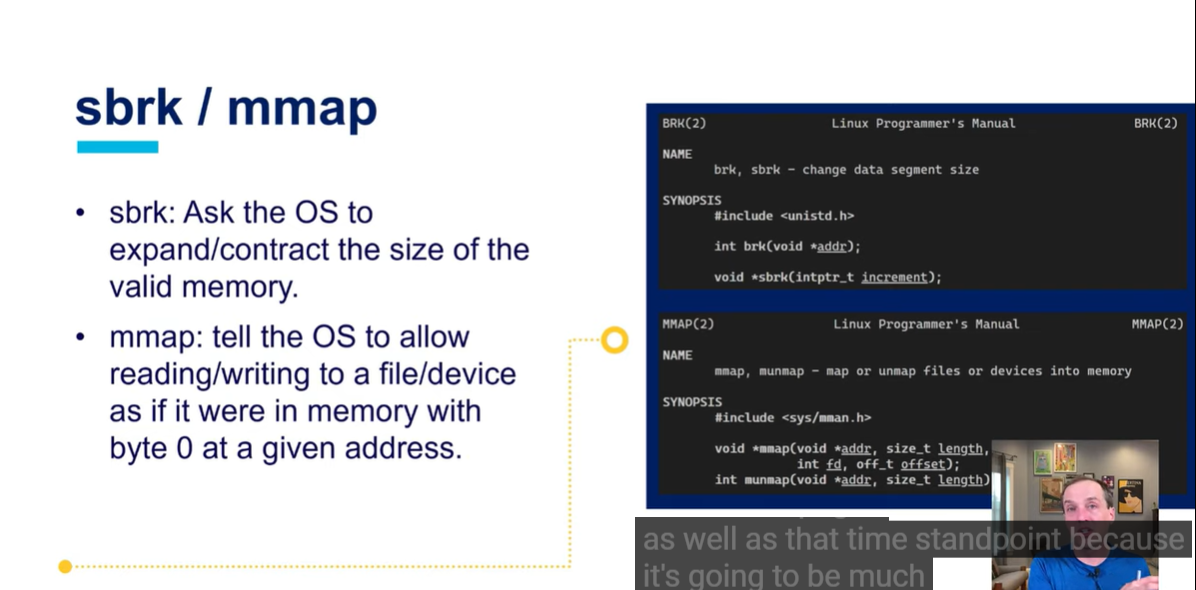 sbrk / mmap
• sbrk: Ask the OS to
expand/contract the size of the
valid memory.
• mmap: tell the OS to allow
reading/writing to a file/device
as if it were in memory with
byte 0 at a given address.
BRK(2) Linux Programmer's Manual BRK(2)
NAME
brk, sbrk – change data segment size
SYNOPSIS
#include <unistd.h>
int brk(void *addr);
void *sbrk(intptr_t increment);
MMAP(2) Linux Programmer's Manual MMAP(2)
NAME
mmap, munmap – map or unmap files or devices into memory
SYNOPSIS
#include <sys/mman.h>
void *mmap(void *addr, size_t length,
int fd, off_t offset);
int munmap(void *addr, size_t length)
as well as that time standpoint because
it's going to be much